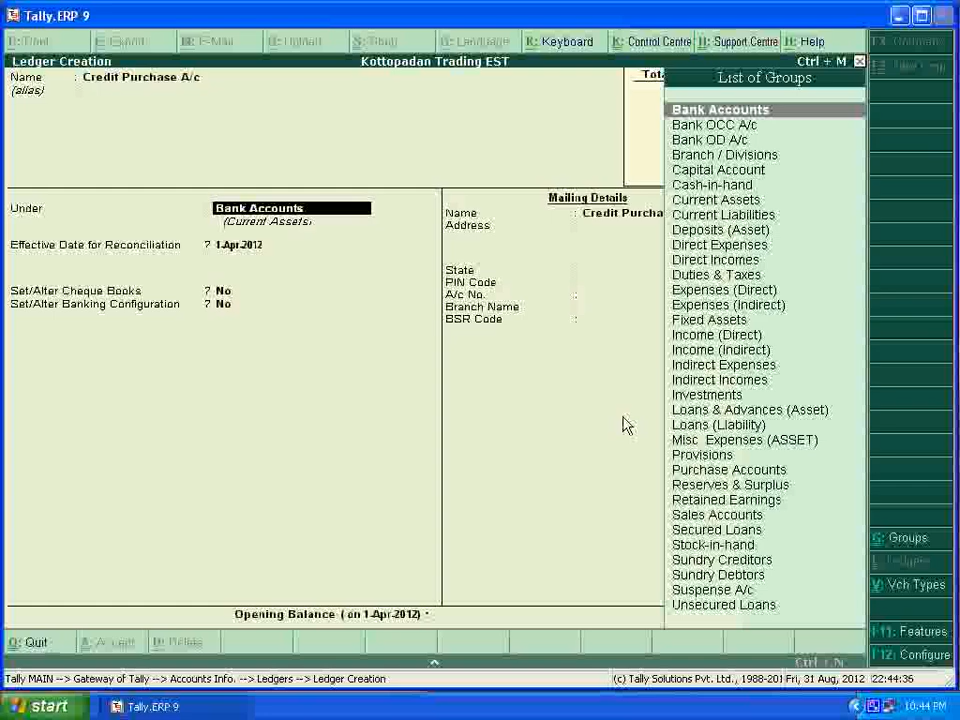 Tally.ERP 9
K: Keyboard
K: Control Centre
H: Support Centre
H: Help
Ledger Creation
Kottopadan Trading EST
Ctrl + M
Name : Credit Purchase A/c
(alias)
Tota
List of Groups
Bank Accounts
Bank OCC A/c
Bank OD A/c
Branch / Divisions
Capital Account
Cash-in-hand
Current Assets
Current Liabilities
Deposits (Asset)
Direct Expenses
Direct Incomes
Duties & Taxes
Expenses (Direct)
Expenses (Indirect)
Fixed Assets
Income (Direct)
Income (Indirect)
Indirect Expenses
Indirect Incomes
Investments
Loans & Advances (Asset)
Loans (Liability)
Misc Expenses (ASSET)
Provisions
Purchase Accounts
Reserves & Surplus
Retained Earnings
Sales Accounts
Secured Loans
Stock-in-hand
Sundry Creditors
Sundry Debtors
Suspense A/c
Unsecured Loans
Under
Bank Accounts
(Current Assets)
Effective Date for Reconciliation ? 1-Apr-2012
Set/Alter Cheque Books ? No
Set/Alter Banking Configuration ? No
Mailing Details
Name : Credit Purcha
Address
State
PIN Code
A/c No. :
Branch Name
BSR Code :
Opening Balance ( on 1-Apr-2012)
G: Groups
V: Vch Types
F11: Features
F12: Configure
Q: Quit
A: Accept
D: Delete
Ctrl + N
Tally MAIN --> Gateway of Tally --> Accounts Info. --> Ledgers --> Ledger Creation
(c) Tally Solutions Pvt. Ltd., 1988-201
Fri, 31 Aug, 2012
22:44:36
start
Tally.ERP 9
10:44 PM